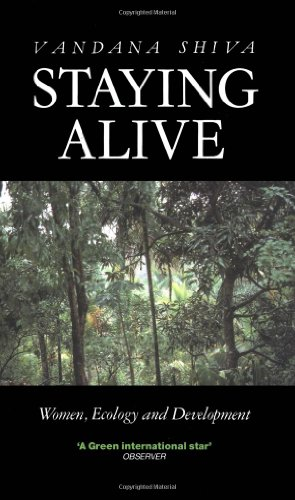 VANDANA SHIVA
STAYING
ALIVE
Women, Ecology and Development
'A Green international star'
OBSERVER